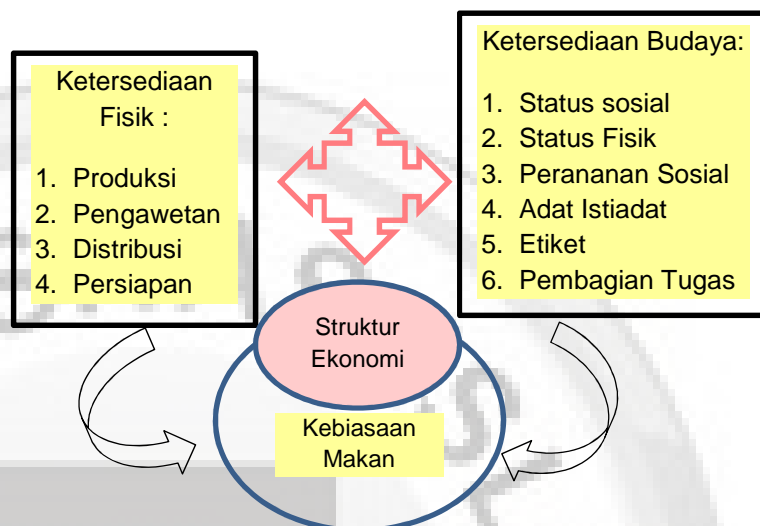 Ketersediaan
Fisik :
1. Produksi
2. Pengawetan
3. Distribusi
4. Persiapan
Ketersediaan Budaya:
1. Status sosial
2. Status Fisik
3. Perananan Sosial
4. Adat Istiadat
5. Etiket
6. Pembagian Tugas
Struktur
Ekonomi
Kebiasaan
Makan